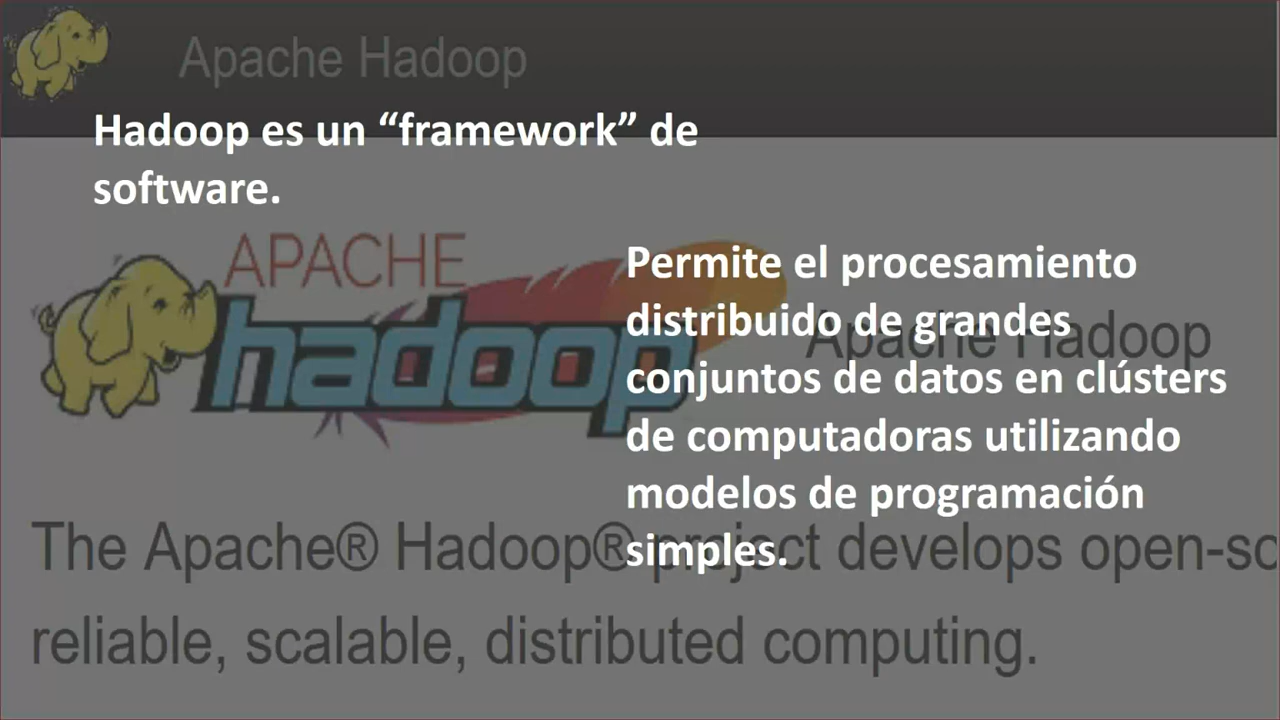 Apache Hadoop
Hadoop es un “framework” de
software.
APACHE
hadoop
Apache Hadoop
Permite el procesamiento
distribuido de grandes
conjuntos de datos en clústers
de computadoras utilizando
modelos de programación
simples.
The Apache® Hadoop® project develops open-so
reliable, scalable, distributed computing.